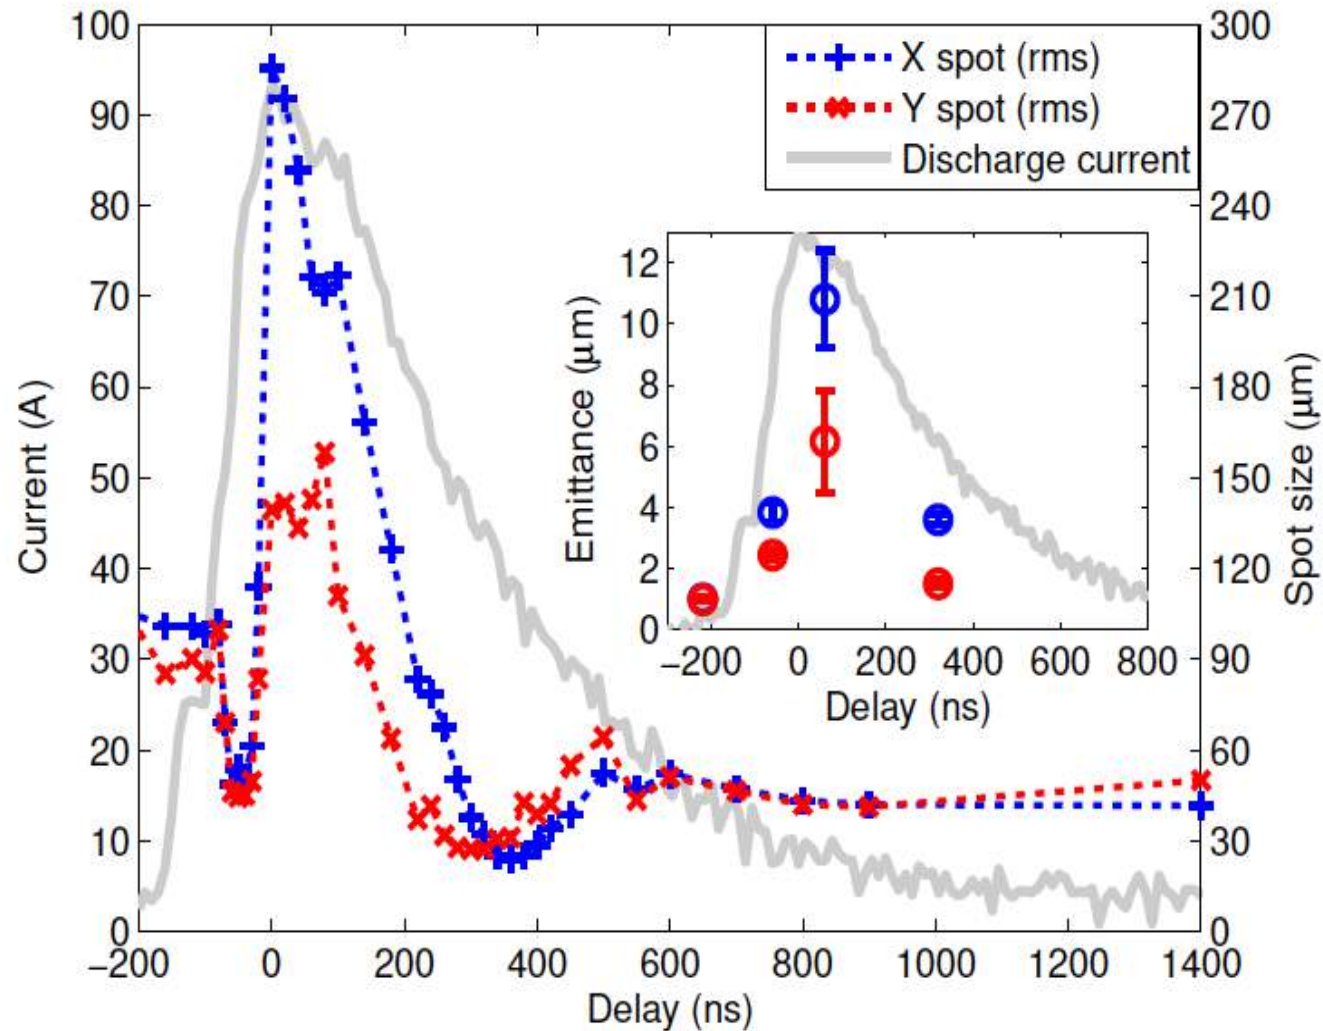 X spot (rms)
Y spot (rms)
Discharge current
Current (A)
100
90
80
70
60
50
40
30
20
10
0
−200 0 200 400 600 800 1000 1200 1400
Delay (ns)
Spot size (μm)
300
270
240
210
180
150
120
90
60
30
0
Emittance (μm)
12
10
8
6
4
2
0
−200 0 200 400 600 800
Delay (ns)